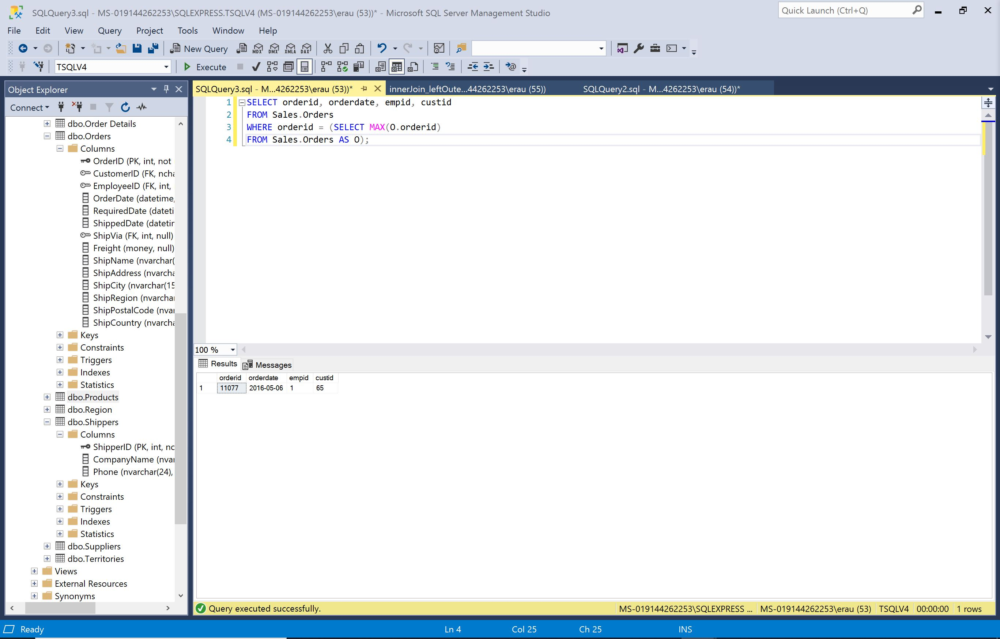 SQLQuery3.sql - MS-019144262253\SQLEXPRESS.TSQLV4 (MS-019144262253\erau (53))* - Microsoft SQL Server Management Studio
Quick Launch (Ctrl+Q)
File Edit View Query Project Tools Window Help
New Query MDX DMX XMLA DAX
TSQLV4 Execute
Object Explorer
Connect
dbo.Order Details
dbo.Orders
Columns
OrderID (PK, int, not
CustomerID (FK, ncha
EmployeeID (FK, int,
OrderDate (datetime,
RequiredDate (dateti
ShippedDate (datetin
ShipVia (FK, int, null)
Freight (money, null)
ShipName (nvarchar(
ShipAddress (nvarcha
ShipCity (nvarchar(15
ShipRegion (nvarchar
ShipPostalCode (nvar
ShipCountry (nvarcha
Keys
Constraints
Triggers
Indexes
Statistics
dbo.Products
dbo.Region
dbo.Shippers
Columns
ShipperID (PK, int, no
CompanyName (nvar
Phone (nvarchar(24),
Keys
Constraints
Triggers
Indexes
Statistics
dbo.Suppliers
dbo.Territories
Views
External Resources
Synonyms
SQLQuery3.sql - M...4262253\erau (53))* innerJoin_leftOute...44262253\erau (55)) SQLQuery2.sql - M...4262253\erau (54))*
1 SELECT orderid, orderdate, empid, custid
2 FROM Sales.Orders
3 WHERE orderid = (SELECT MAX(O.orderid)
4 FROM Sales.Orders AS O);
100 %
Results Messages
orderid orderdate empid custid
1 11077 2016-05-06 1 65
Query executed successfully. MS-019144262253\SQLEXPRESS ... MS-019144262253\erau (53) TSQLV4 00:00:00 1 rows
Ready Ln 4 Col 25 Ch 25 INS